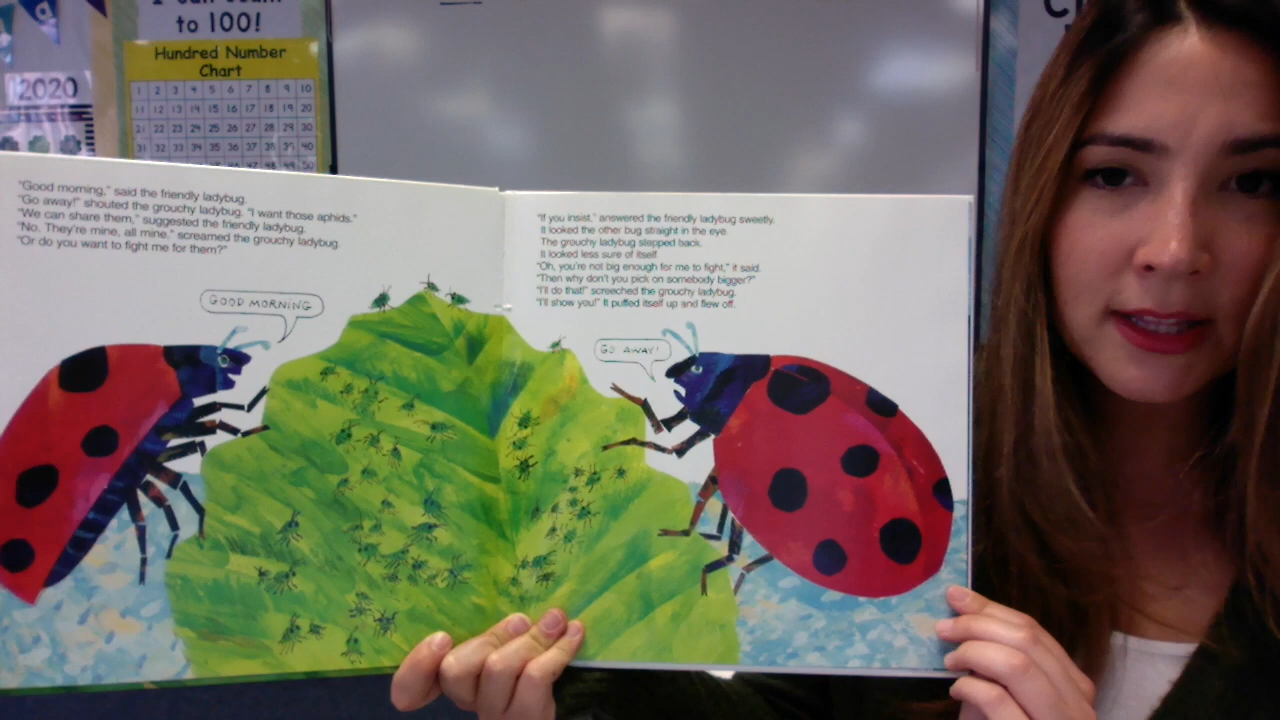 to 100!
Hundred Number
Chart
1 2 3 4 5 6 7 8 9 10
11 12 13 14 15 16 17 18 19 20
21 22 23 24 25 26 27 28 29 30
31 32 33 34 35 36 37 38 39 40
46 47 48 49 50
2020
"Good morning," said the friendly ladybug.
"Go away!" shouted the grouchy ladybug. "I want those aphids."
"We can share them," suggested the friendly ladybug.
"No. They're mine, all mine," screamed the grouchy ladybug.
"Or do you want to fight me for them?"
GOOD MORNING
"If you insist," answered the friendly ladybug sweetly.
It looked the other bug straight in the eye.
The grouchy ladybug stepped back.
It looked less sure of itself.
"Oh, you're not big enough for me to fight," it said.
"Then why don't you pick on somebody bigger?"
"I'll do that!" screeched the grouchy ladybug.
"I'll show you!" It puffed itself up and flew off.
GO AWAY!